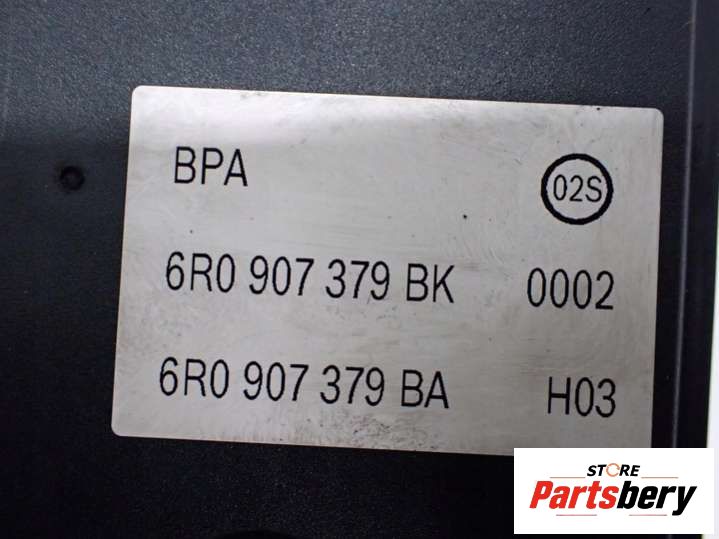 BPA 02S
6R0 907 379 BK 0002
6R0 907 379 BA H03
STORE
Partsbery